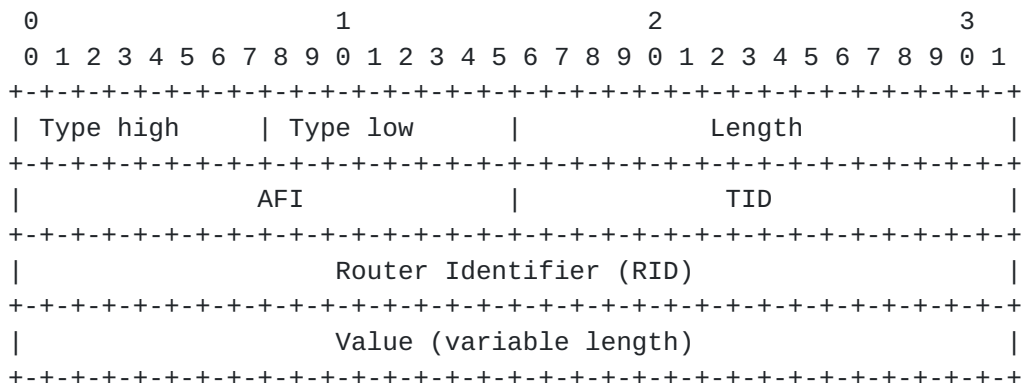 0                   1                   2                   3
 0 1 2 3 4 5 6 7 8 9 0 1 2 3 4 5 6 7 8 9 0 1 2 3 4 5 6 7 8 9 0 1
+-+-+-+-+-+-+-+-+-+-+-+-+-+-+-+-+-+-+-+-+-+-+-+-+-+-+-+-+-+-+-+-+
| Type high     | Type low      |            Length             |
+-+-+-+-+-+-+-+-+-+-+-+-+-+-+-+-+-+-+-+-+-+-+-+-+-+-+-+-+-+-+-+-+
|               AFI             |             TID               |
+-+-+-+-+-+-+-+-+-+-+-+-+-+-+-+-+-+-+-+-+-+-+-+-+-+-+-+-+-+-+-+-+
|                    Router Identifier (RID)                    |
+-+-+-+-+-+-+-+-+-+-+-+-+-+-+-+-+-+-+-+-+-+-+-+-+-+-+-+-+-+-+-+-+
|                    Value (variable length)                    |
+-+-+-+-+-+-+-+-+-+-+-+-+-+-+-+-+-+-+-+-+-+-+-+-+-+-+-+-+-+-+-+-+